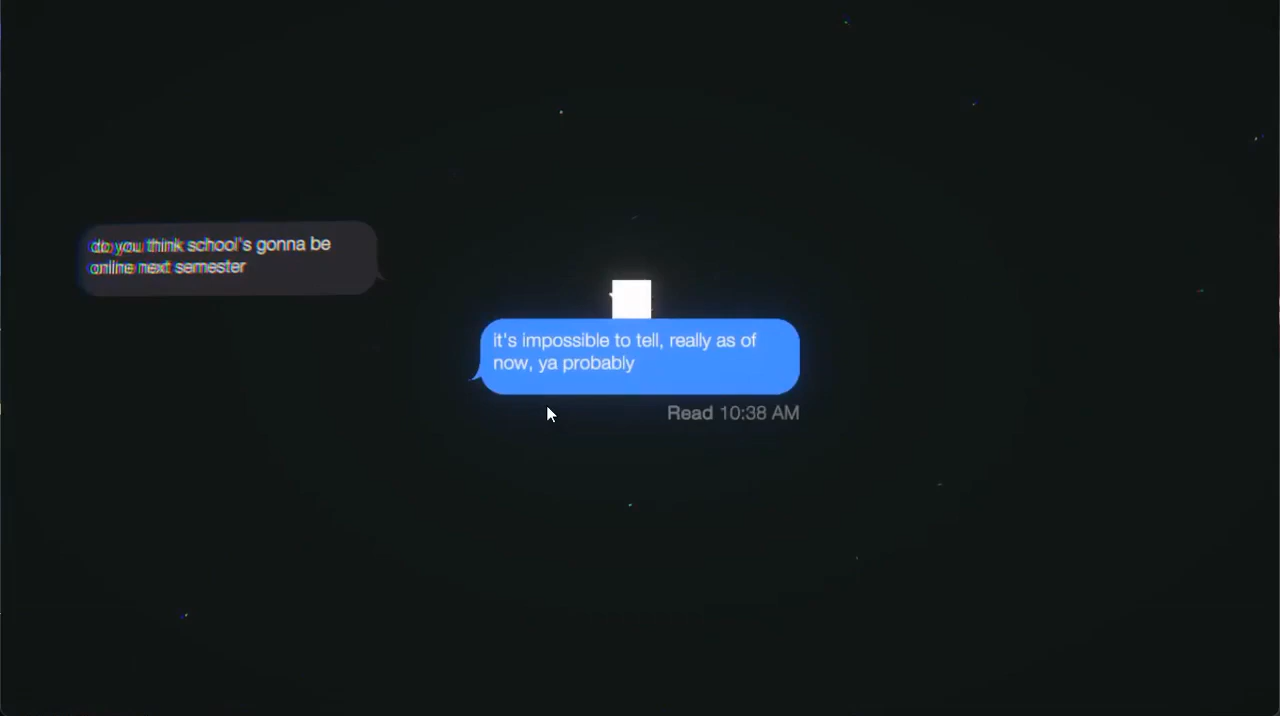 do you think school's gonna be
online next semester
it's impossible to tell, really as of
now, ya probably
Read 10:38 AM